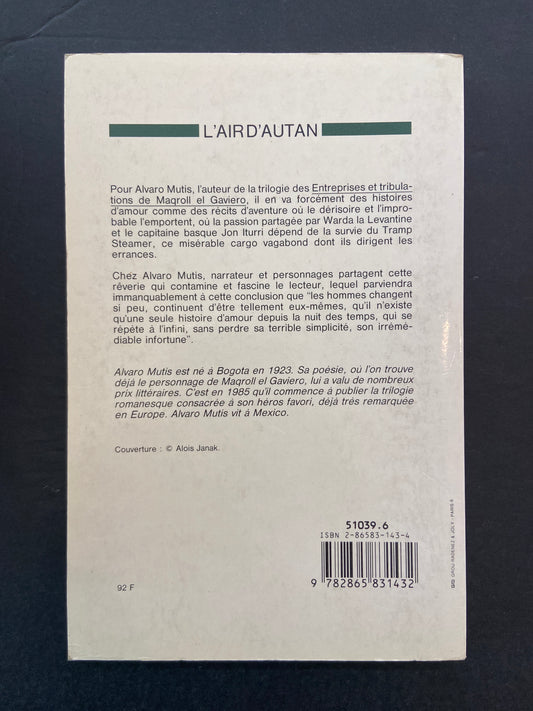 L'AIR D'AUTAN
Pour Alvaro Mutis, l'auteur de la trilogie des Entreprises et tribula-
tions de Maqroll el Gaviero, il en va forcément des histoires
d'amour comme des récits d'aventure où le dérisoire et l'impro-
bable l'emportent, où la passion partagée par Warda la Levantine
et le capitaine basque Jon Iturri dépend de la survie du Tramp
Steamer, ce misérable cargo vagabond dont ils dirigent les
errances.
Chez Alvaro Mutis, narrateur et personnages partagent cette
rêverie qui contamine et fascine le lecteur, lequel parviendra
immanquablement à cette conclusion que "les hommes changent
si peu, continuent d'être tellement eux-mêmes, qu'il n'existe
qu'une seule histoire d'amour depuis la nuit des temps, qui se
répète à l'infini, sans perdre sa terrible simplicité, son irrémé-
diable infortune".
Alvaro Mutis est né à Bogota en 1923. Sa poésie, où l'on trouve
déjà le personnage de Maqroll el Gaviero, lui a valu de nombreux
prix littéraires. C'est en 1985 qu'il commence à publier la trilogie
romanesque consacrée à son héros favori, déjà très remarquée
en Europe. Alvaro Mutis vit à Mexico.
Couverture : © Alois Janak.
51039.6
ISBN 2-86583-143-4
9 782865 831432
92 F
GROU-RADENEZ & JOLY - PARIS 6